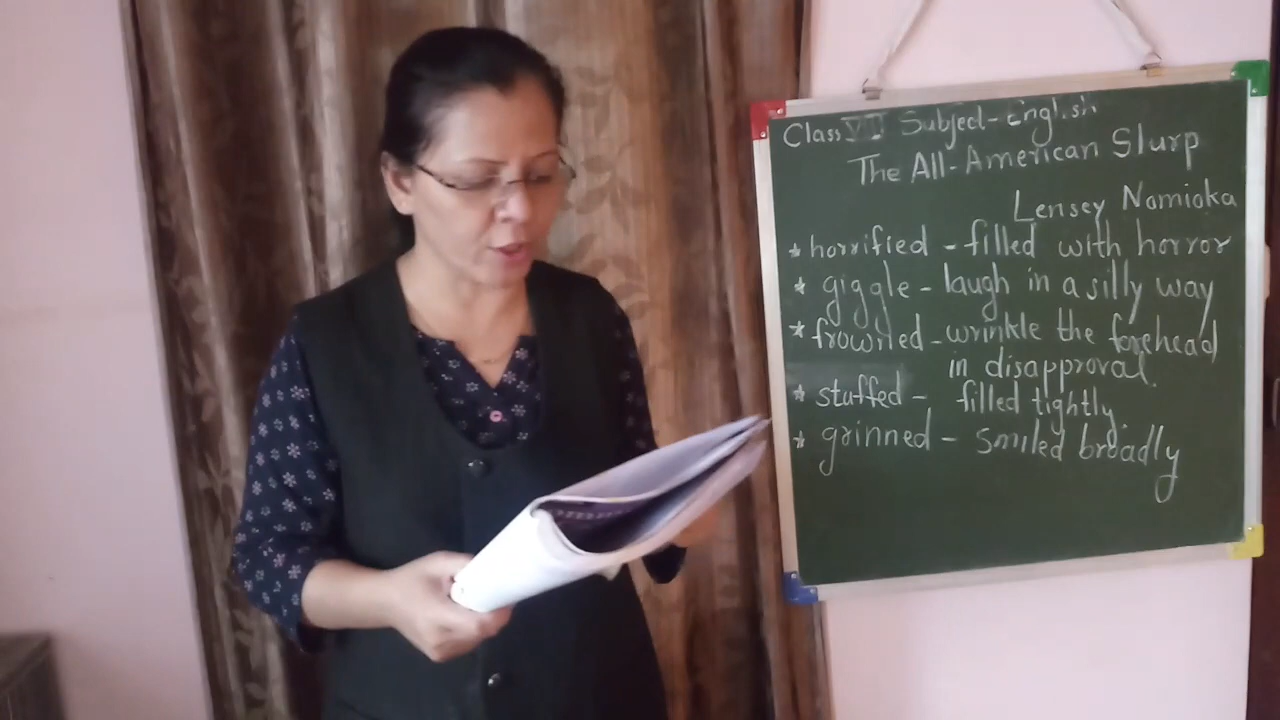 Class VII Subject-English
The All-American Slurp
Lensey Namioka
* horrified - filled with horror
* giggle - laugh in a silly way
* frowned - wrinkle the forehead
in disapproval.
* stuffed - filled tightly.
* grinned - smiled broadly